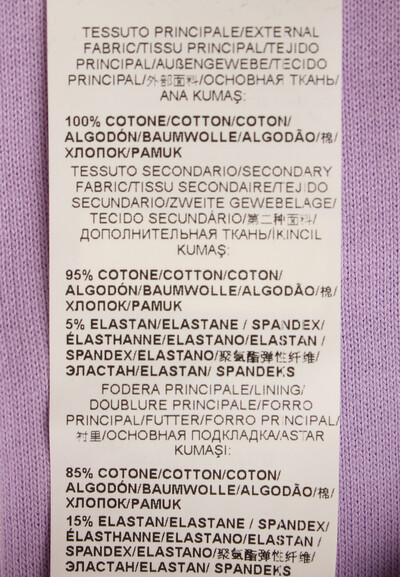 TESSUTO PRINCIPALE/EXTERNAL
FABRIC/TISSU PRINCIPAL/TEJIDO
PRINCIPAL/AUßENGEWEBE/TECIDO
PRINCIPAL/外部面料/ОСНОВНАЯ ТКАНЬ/
ANA KUMAŞ:
100% COTONE/COTTON/COTON/
ALGODÓN/BAUMWOLLE/ALGODÃO/棉/
ХЛОПОК/PAMUK
TESSUTO SECONDARIO/SECONDARY
FABRIC/TISSU SECONDAIRE/TEJIDO
SECUNDARIO/ZWEITE GEWEBELAGE/
TECIDO SECUNDÁRIO/第二种面料/
ДОПОЛНИТЕЛЬНАЯ ТКАНЬ/İKİNCİL
KUMAŞ:
95% COTONE/COTTON/COTON/
ALGODÓN/BAUMWOLLE/ALGODÃO/棉/
ХЛОПОК/PAMUK
5% ELASTAN/ELASTANE / SPANDEX/
ÉLASTHANNE/ELASTANO/ELASTAN /
SPANDEX/ELASTANO/聚氨酯弹性纤维/
ЭЛАСТАН/ELASTAN/ SPANDEKS
FODERA PRINCIPALE/LINING/
DOUBLURE PRINCIPALE/FORRO
PRINCIPAL/FUTTER/FORRO PRINCIPAL/
衬里/ОСНОВНАЯ ПОДКЛАДКА/ASTAR
KUMAŞI:
85% COTONE/COTTON/COTON/
ALGODÓN/BAUMWOLLE/ALGODÃO/棉/
ХЛОПОК/PAMUK
15% ELASTAN/ELASTANE / SPANDEX/
ÉLASTHANNE/ELASTANO/ELASTAN /
SPANDEX/ELASTANO/聚氨酯弹性纤维/
ЭЛАСТАН/ELASTAN/ SPANDEKS